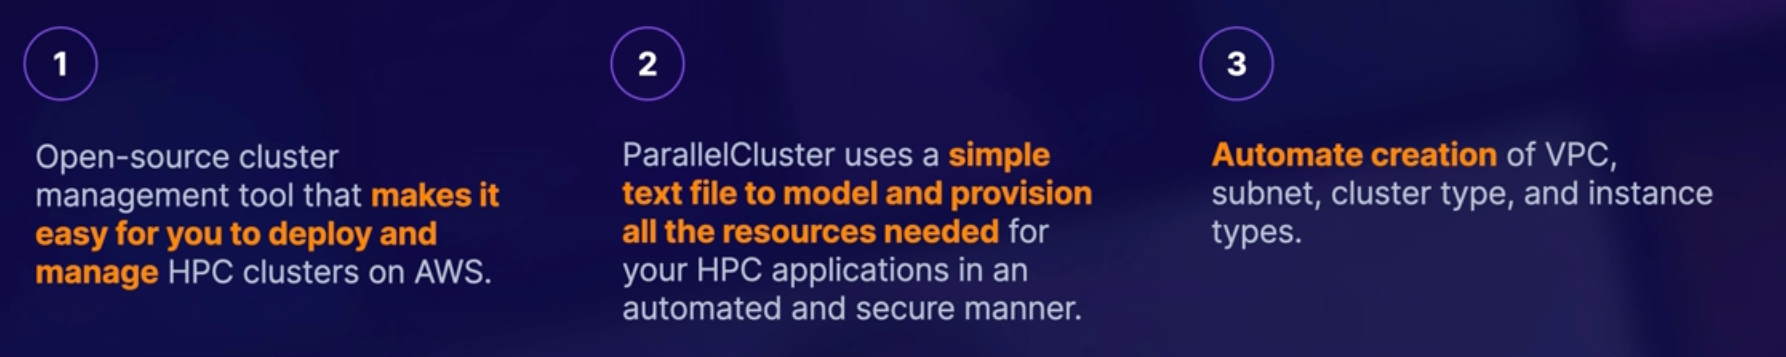 1
Open-source cluster
management tool that makes it
easy for you to deploy and
manage HPC clusters on AWS.
2
ParallelCluster uses a simple
text file to model and provision
all the resources needed for
your HPC applications in an
automated and secure manner.
3
Automate creation of VPC,
subnet, cluster type, and instance
types.